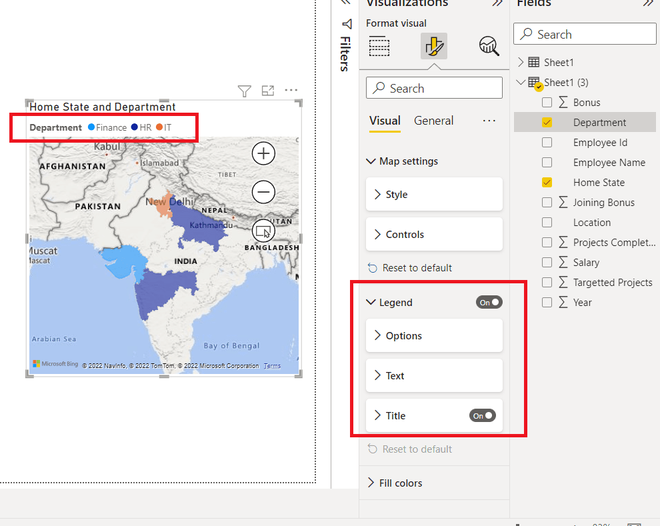 Visualizations
Fields
Filters
Format visual
Search
Visual
General
Map settings
Style
Controls
Reset to default
Legend
On
Options
Text
Title
On
Reset to default
Fill colors
Search
Sheet1
Sheet1 (3)
Bonus
Department
Employee Id
Employee Name
Home State
Joining Bonus
Location
Projects Complet...
Salary
Targetted Projects
Year
Home State and Department
Department Finance HR IT
Kabul
Islamabad
AFGHANISTAN
TIBET
New Delhi
PAKISTAN
NEPAL
Kathmandu
BHUTAN
BANGLADESH
Muscat
Mascat
INDIA
Arabian Sea
Bay of Bengal
Microsoft Bing © 2022 NavInfo, © 2022 TomTom, © 2022 Microsoft Corporation Terms